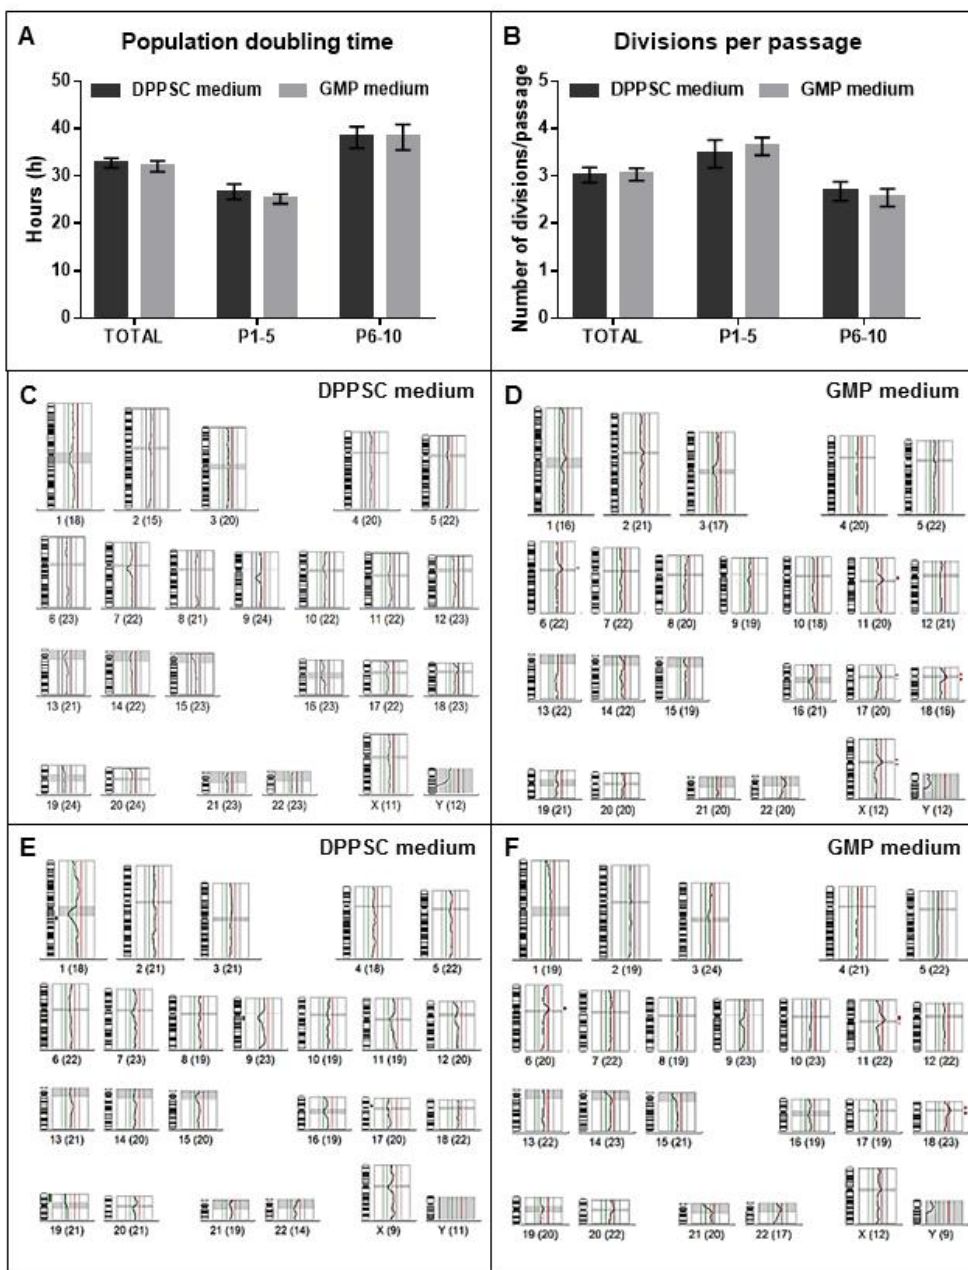 A Population doubling time
DPPSC medium GMP medium
Hours (h)
50
40
30
20
10
0
TOTAL P1-5 P6-10
B Divisions per passage
DPPSC medium GMP medium
Number of divisions/passage
5
4
3
2
1
0
TOTAL P1-5 P6-10
C DPPSC medium
1 (18) 2 (15) 3 (20) 4 (20) 5 (22)
6 (23) 7 (22) 8 (21) 9 (24) 10 (22) 11 (22) 12 (23)
13 (21) 14 (22) 15 (23) 16 (23) 17 (22) 18 (23)
19 (24) 20 (24) 21 (23) 22 (23) X (11) Y (12)
D GMP medium
1 (16) 2 (21) 3 (17) 4 (20) 5 (22)
6 (22) 7 (22) 8 (20) 9 (19) 10 (18) 11 (20) 12 (21)
13 (22) 14 (22) 15 (19) 16 (21) 17 (20) 18 (16)
19 (21) 20 (20) 21 (20) 22 (20) X (12) Y (12)
E DPPSC medium
1 (18) 2 (21) 3 (21) 4 (18) 5 (22)
6 (22) 7 (23) 8 (19) 9 (23) 10 (19) 11 (19) 12 (20)
13 (21) 14 (20) 15 (20) 16 (19) 17 (20) 18 (22)
19 (21) 20 (21) 21 (19) 22 (14) X (9) Y (11)
F GMP medium
1 (19) 2 (19) 3 (24) 4 (21) 5 (22)
6 (20) 7 (22) 8 (19) 9 (23) 10 (23) 11 (22) 12 (22)
13 (22) 14 (23) 15 (21) 16 (19) 17 (19) 18 (23)
19 (20) 20 (22) 21 (20) 22 (17) X (12) Y (9)